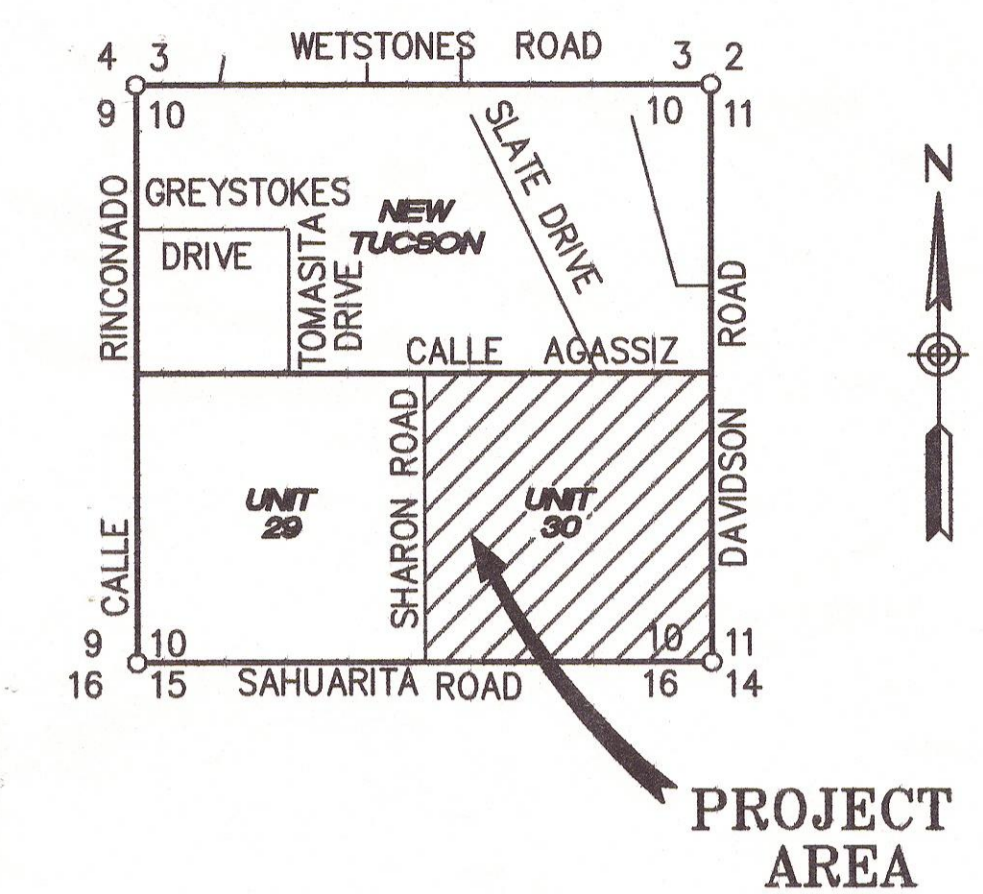 WETSTONES ROAD
4 3
3 2
9 10
10 11
N
GREYSTOKES
DRIVE
NEW
TUCSON
SLATE DRIVE
TOMASITA
DRIVE
CALLE RINCONADO
DAVIDSON ROAD
CALLE AGASSIZ
SHARON ROAD
UNIT
29
UNIT
30
9 10
10 11
16 15
16 14
SAHUARITA ROAD
PROJECT
AREA